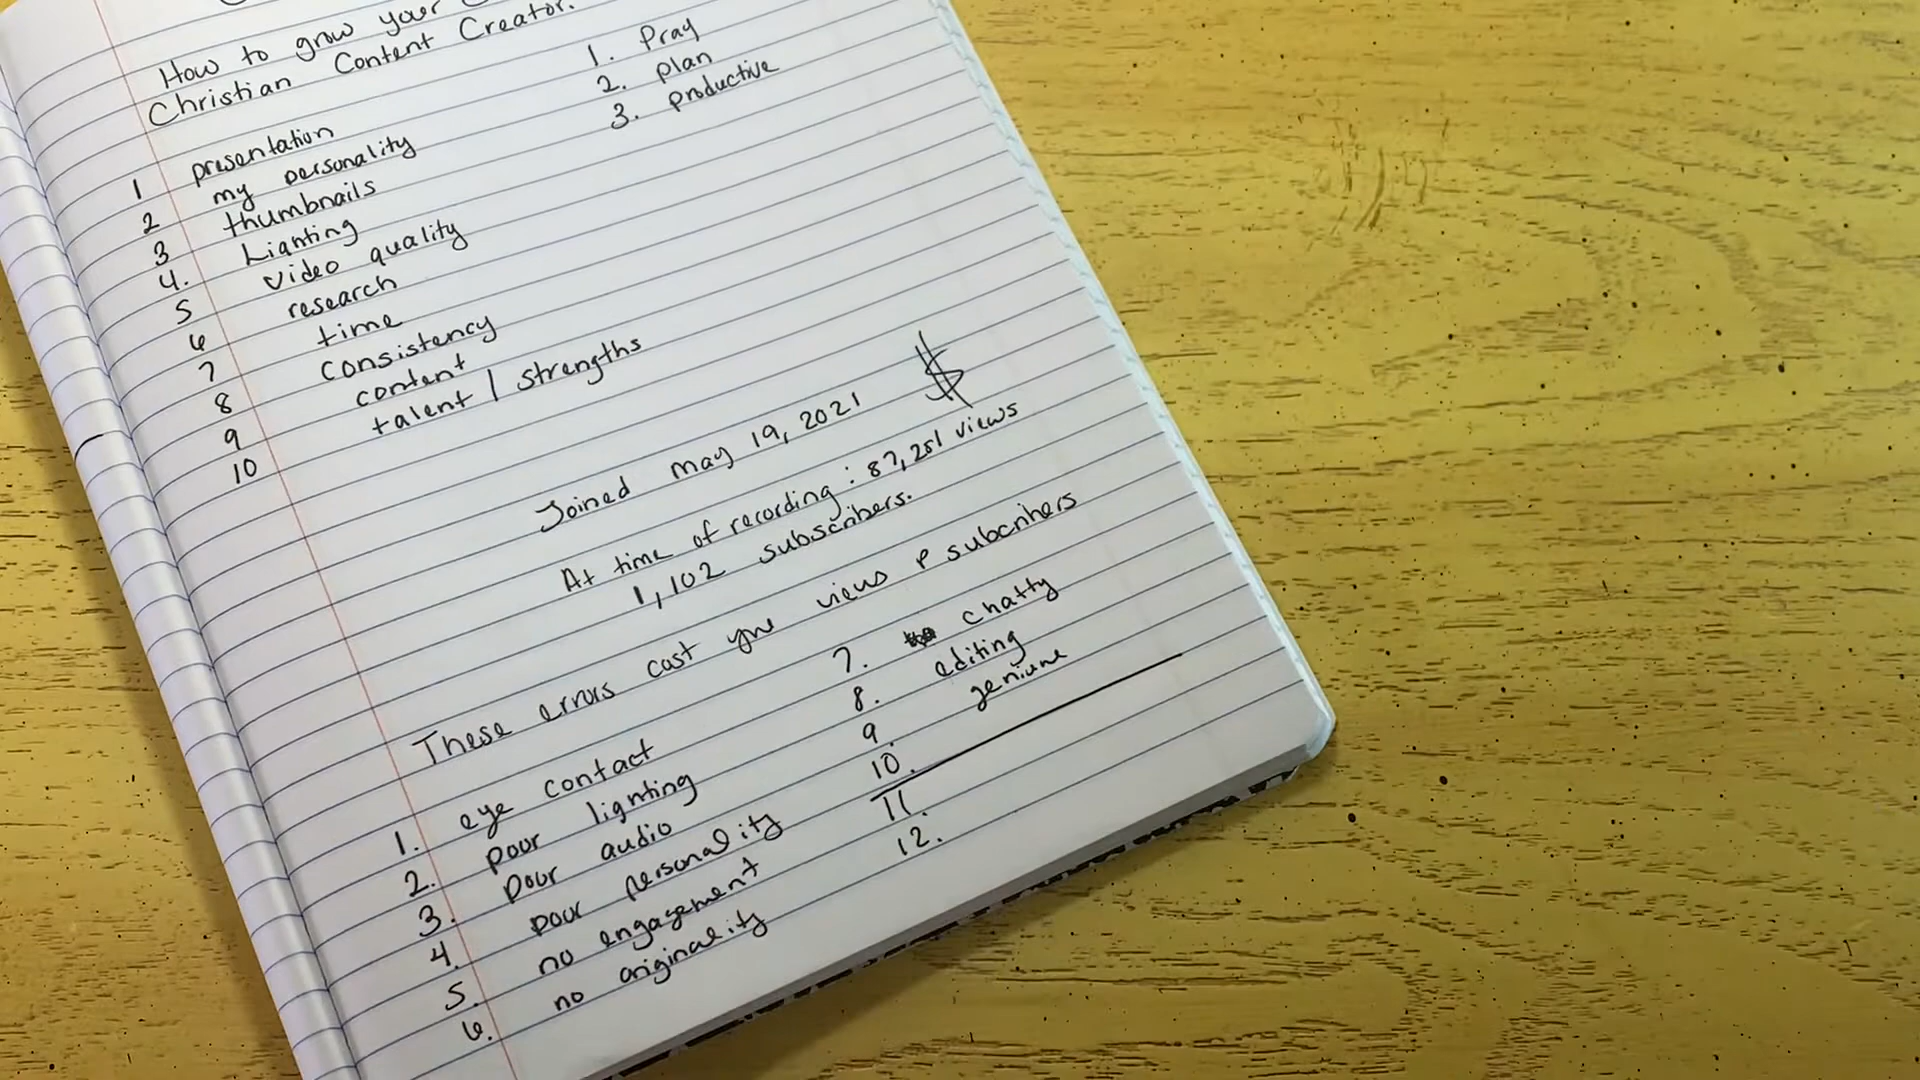 How to grow your
Christian Content Creator.
1. Pray
2. plan
3. productive
1 presentation
2 my personality
3 thumbnails
4. Lighting
5 video quality
6 research
7 time
8 consistency
9 content
10 talent / strengths
$
Joined may 19, 2021
At time of recording : 87,251 views
1,102 subscribers.
These errors cost you views & subcribers
1. eye contact
2. poor lighting
3. poor audio
4. poor personality
5. no engagement
6. no originality
7. chatty
8. editing
9. geniune
10.
11
12.